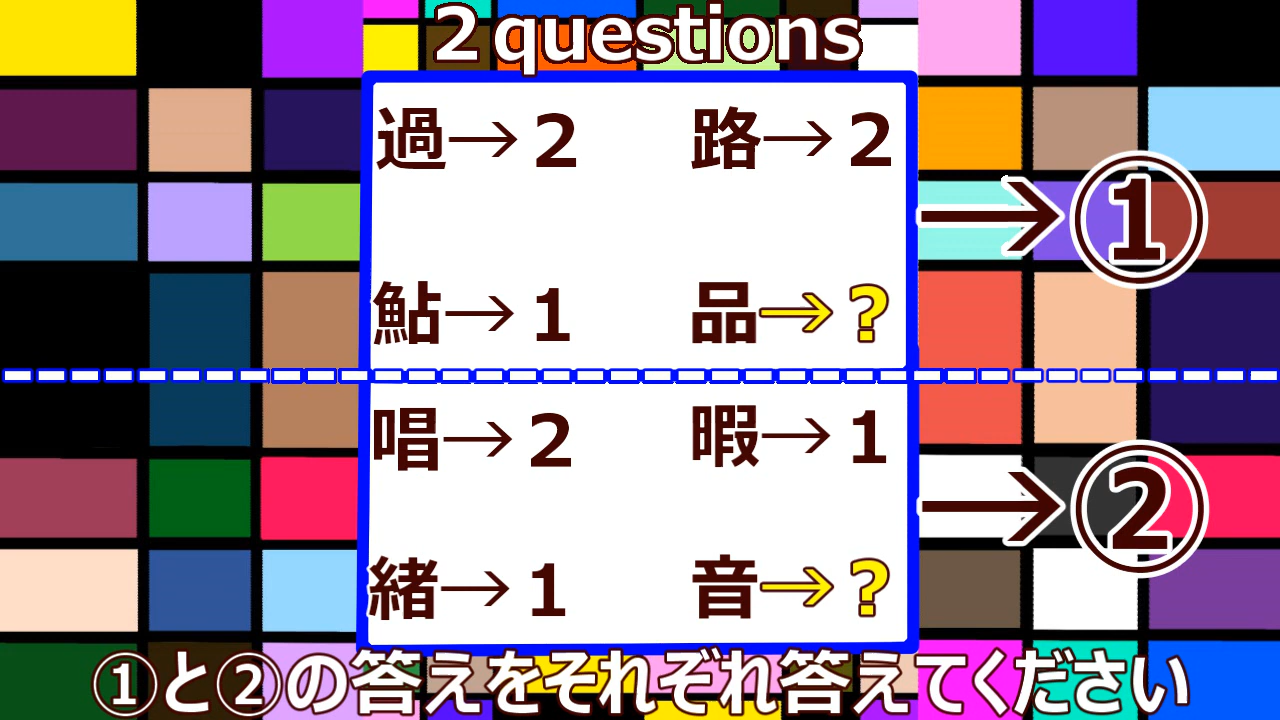 2 questions
過→2 路→2
→①
鮎→1 品→?
唱→2 暇→1
→②
緒→1 音→?
①と②の答えをそれぞれ答えてください